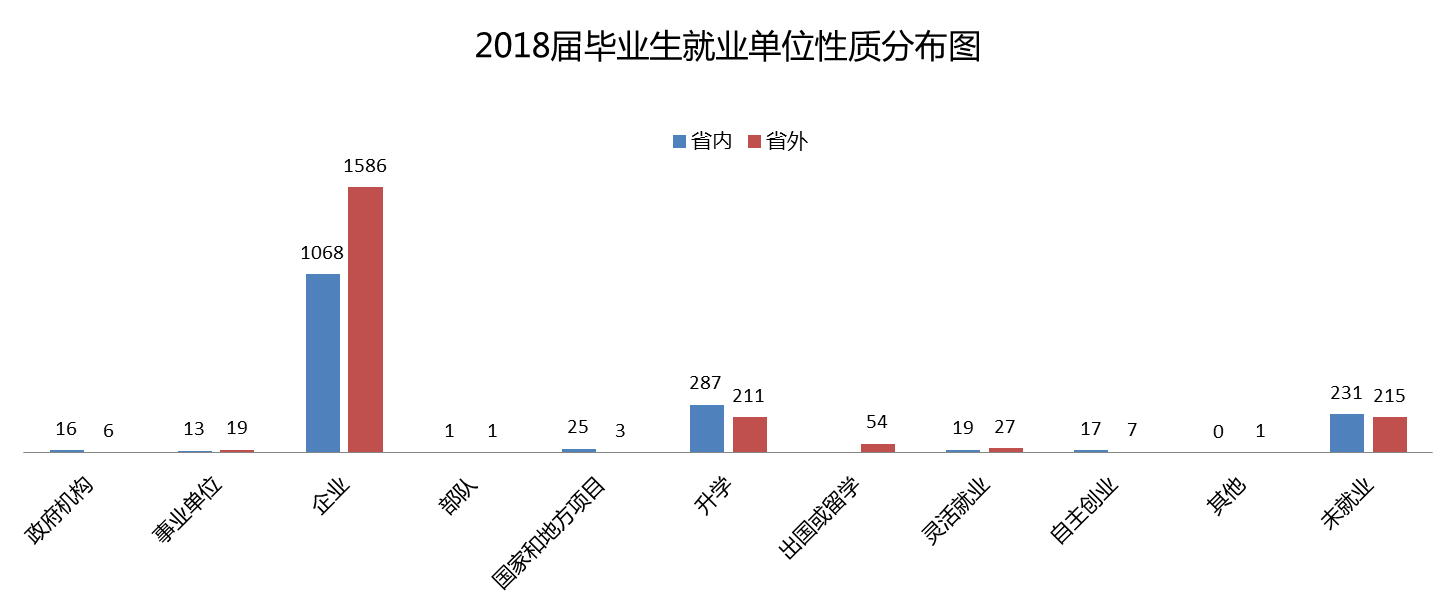 2018届毕业生就业单位性质分布图
省内 省外
1586
1068
287
211
231
215
16
6
13
19
1
1
25
3
54
19
27
17
7
0
1
政府机构
事业单位
企业
部队
国家和地方项目
升学
出国或留学
灵活就业
自主创业
其他
未就业